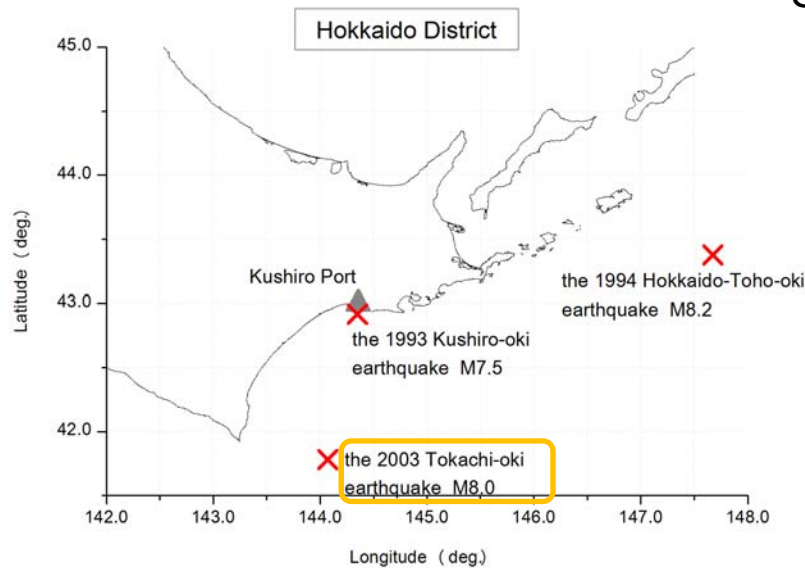 Hokkaido District
45.0
44.0
43.0
42.0
Latitude ( deg.)
Kushiro Port
the 1993 Kushiro-oki
earthquake M7.5
the 1994 Hokkaido-Toho-oki
earthquake M8.2
the 2003 Tokachi-oki
earthquake M8.0
142.0 143.0 144.0 145.0 146.0 147.0 148.0
Longitude ( deg.)